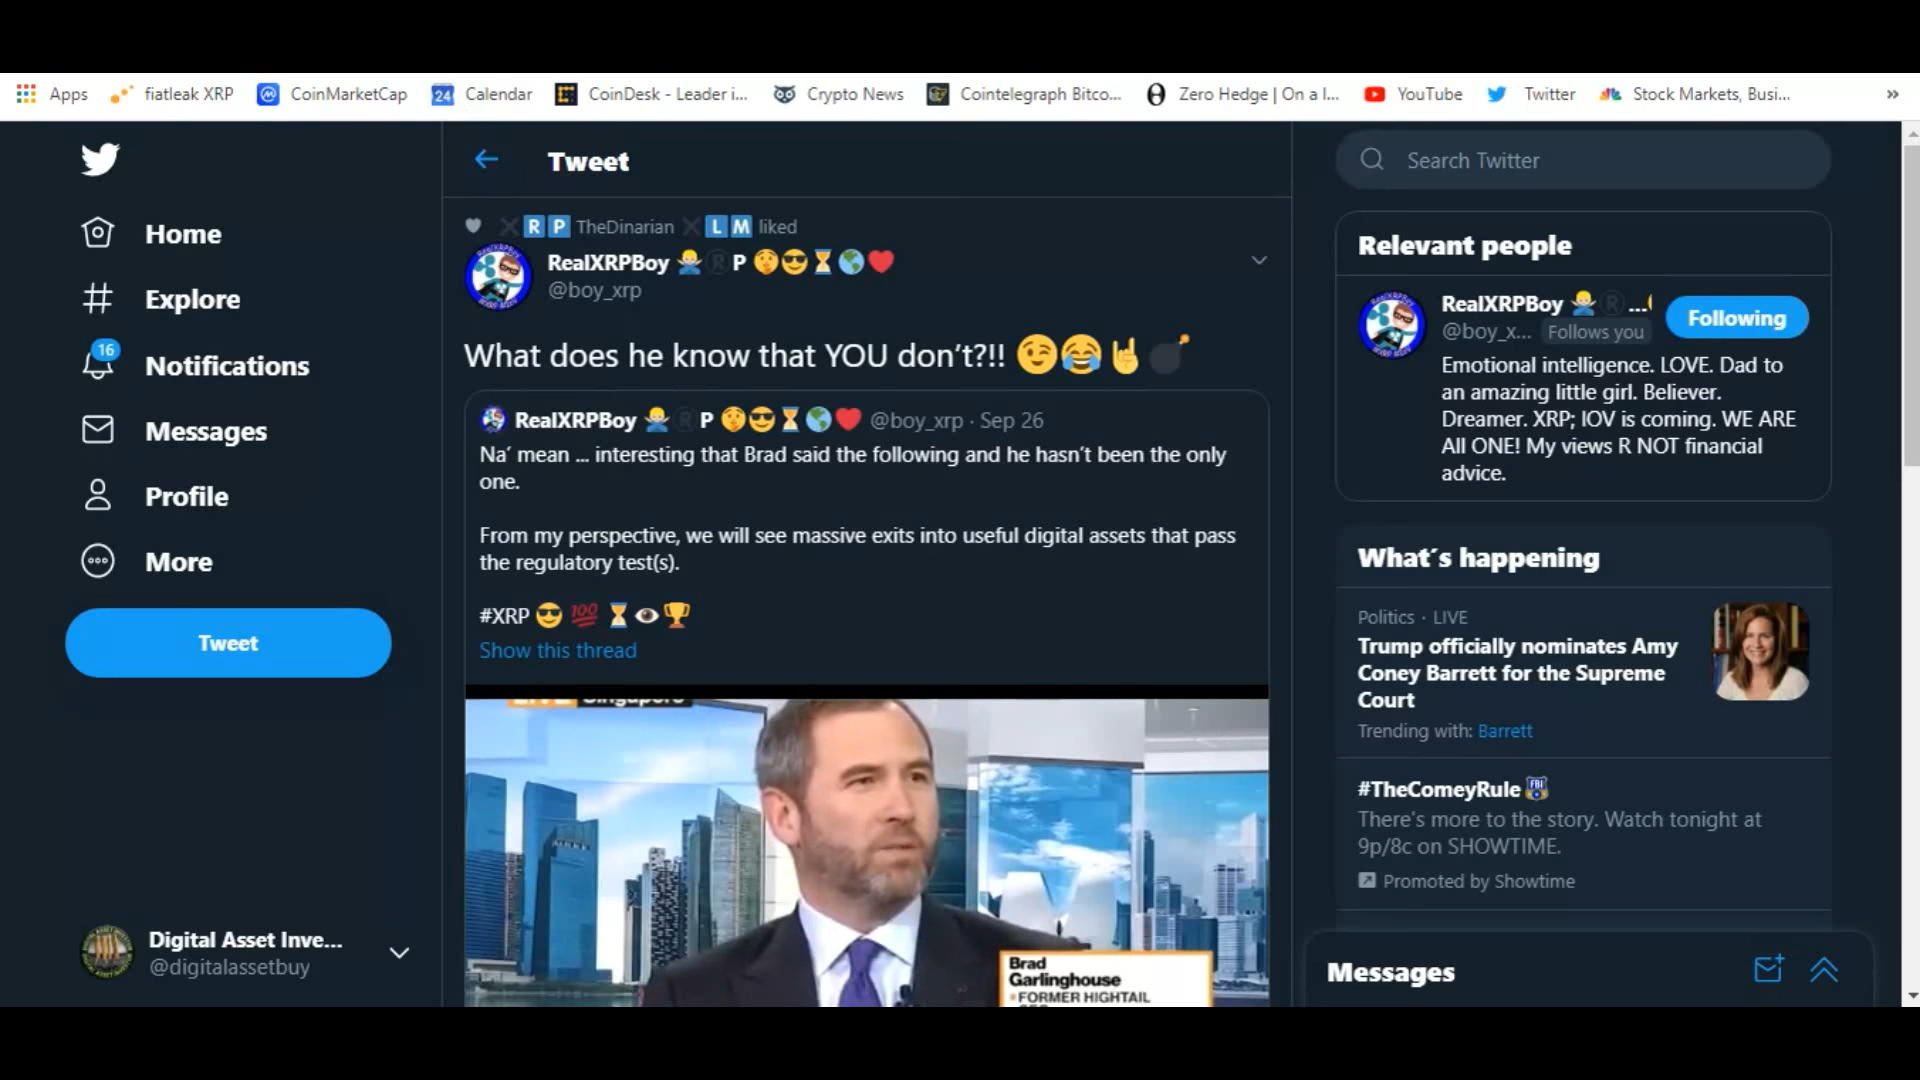 Apps fiatleak XRP CoinMarketCap 24 Calendar CoinDesk - Leader i... Crypto News Cointelegraph Bitco... Zero Hedge | On a l... YouTube Twitter Stock Markets, Busi... »
Home
Explore
16
Notifications
Messages
Profile
More
Tweet
Digital Asset Inve...
@digitalassetbuy
Tweet
❌🇷🇵 TheDinarian ❌🇱🇲 liked
RealXRPBoy 🙅‍♂️®️P 🤫😎⏳🌎❤️
@boy_xrp
What does he know that YOU don’t?!! 😉😂🤘💣
RealXRPBoy 🙅‍♂️®️P 🤫😎⏳🌎❤️ @boy_xrp · Sep 26
Na’ mean ... interesting that Brad said the following and he hasn’t been the only
one.
From my perspective, we will see massive exits into useful digital assets that pass
the regulatory test(s).
#XRP 😎 💯 ⏳👁️🏆
Show this thread
LIVE Singapore
Brad
Garlinghouse
FORMER HIGHTAIL
Search Twitter
Relevant people
RealXRPBoy 🙅‍♂️®️...
@boy_x... Follows you
Following
Emotional intelligence. LOVE. Dad to
an amazing little girl. Believer.
Dreamer. XRP; IOV is coming. WE ARE
All ONE! My views R NOT financial
advice.
What’s happening
Politics · LIVE
Trump officially nominates Amy
Coney Barrett for the Supreme
Court
Trending with: Barrett
#TheComeyRule
There's more to the story. Watch tonight at
9p/8c on SHOWTIME.
Promoted by Showtime
Messages